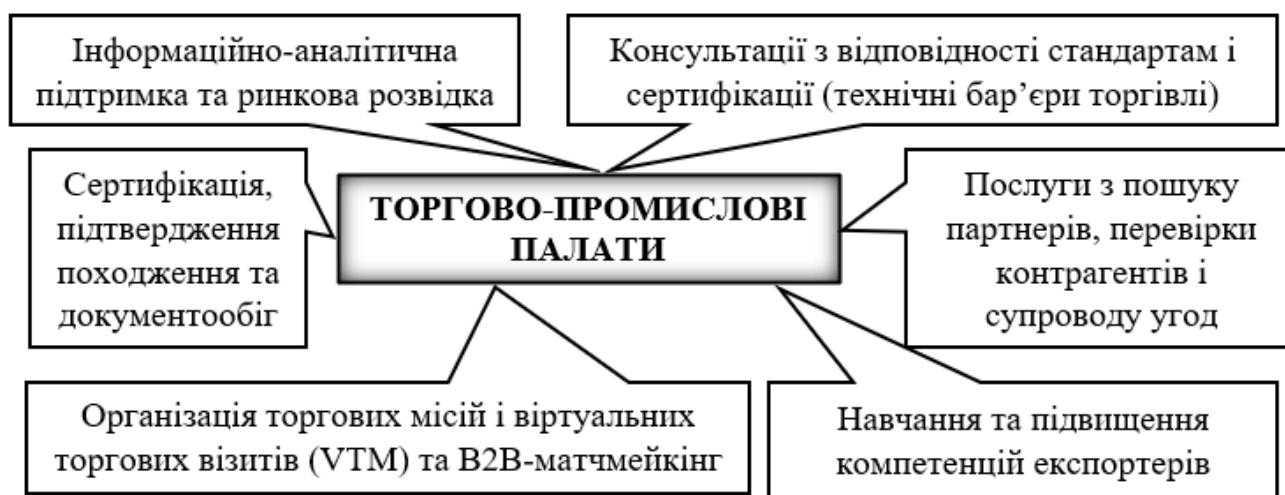 Інформаційно-аналітична
підтримка та ринкова розвідка
Консультації з відповідності стандартам і
сертифікації (технічні бар’єри торгівлі)
Сертифікація,
підтвердження
походження та
документообіг
ТОРГОВО-ПРОМИСЛОВІ
ПАЛАТИ
Послуги з пошуку
партнерів, перевірки
контрагентів і
супроводу угод
Організація торгових місій і віртуальних
торгових візитів (VTM) та B2B-матчмейкінг
Навчання та підвищення
компетенцій експортерів